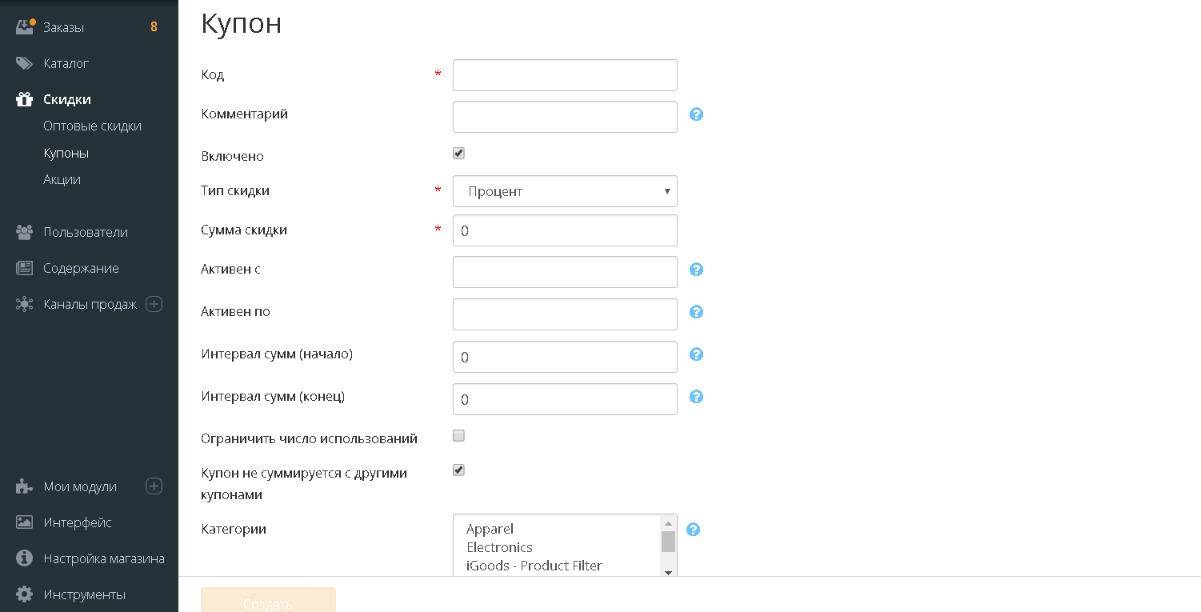 Заказы 8
Каталог
Скидки
Оптовые скидки
Купоны
Акции
Пользователи
Содержание
Каналы продаж
Мои модули
Интерфейс
Настройка магазина
Инструменты
Купон
Код *
Комментарий
Включено
Тип скидки * Процент
Сумма скидки * 0
Активен с
Активен по
Интервал сумм (начало) 0
Интервал сумм (конец) 0
Ограничить число использований
Купон не суммируется с другими
купонами
Категории
Apparel
Electronics
iGoods - Product Filter
Создать